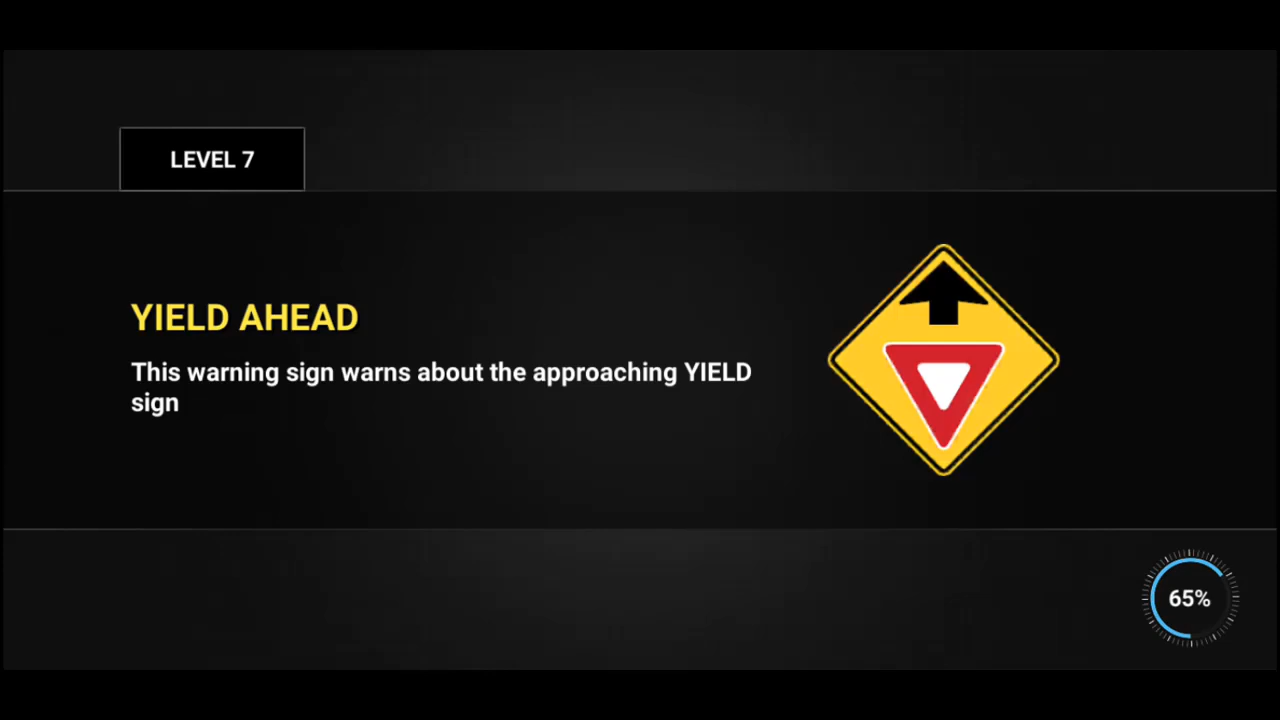 LEVEL 7
YIELD AHEAD
This warning sign warns about the approaching YIELD
sign
65%